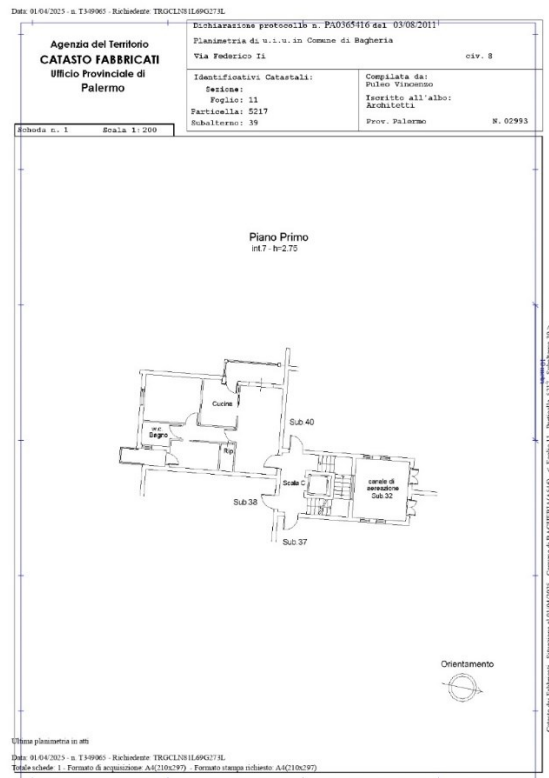 Data: 01/04/2025 - n. T349065 - Richiedente: TRGCLN81L69G273L
Agenzia del Territorio
CATASTO FABBRICATI
Ufficio Provinciale di
Palermo
Dichiarazione protocollo n. PA0365416 del 03/08/2011
Planimetria di u.i.u. in Comune di Bagheria
Via Federico Ii civ. 8
Identificativi Catastali:
Sezione:
Foglio: 11
Particella: 5217
Subalterno: 39
Compilata da:
Puleo Vincenzo
Iscritto all'albo:
Architetti
Prov. Palermo N. 02993
Scheda n. 1 Scala 1:200
Piano Primo
int.7 - h=2.75
Cucina
Sub.40
w.c.
Bagno
Rip.
Scala C
canale di
aereazione
Sub.32
Sub.38
Sub.37
Orientamento
Ultima planimetria in atti
Data: 01/04/2025 - n. T349065 - Richiedente: TRGCLN81L69G273L
Totale schede: 1 - Formato di acquisizione: A4(210x297) - Formato stampa richiesto: A4(210x297)